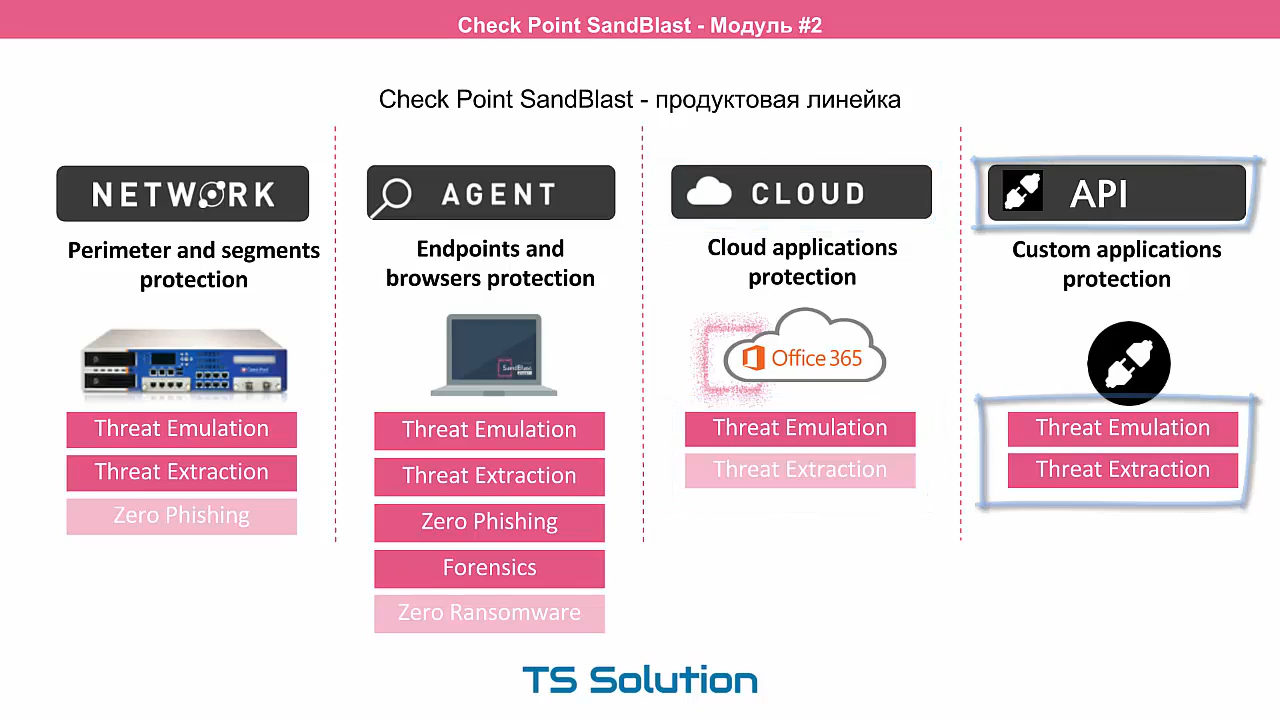 Check Point SandBlast - Модуль #2
Check Point SandBlast - продуктовая линейка
NETWORK
Perimeter and segments
protection
Threat Emulation
Threat Extraction
Zero Phishing
AGENT
Endpoints and
browsers protection
SandBlast
Threat Emulation
Threat Extraction
Zero Phishing
Forensics
Zero Ransomware
CLOUD
Cloud applications
protection
Office 365
Threat Emulation
Threat Extraction
API
Custom applications
protection
Threat Emulation
Threat Extraction
TS Solution